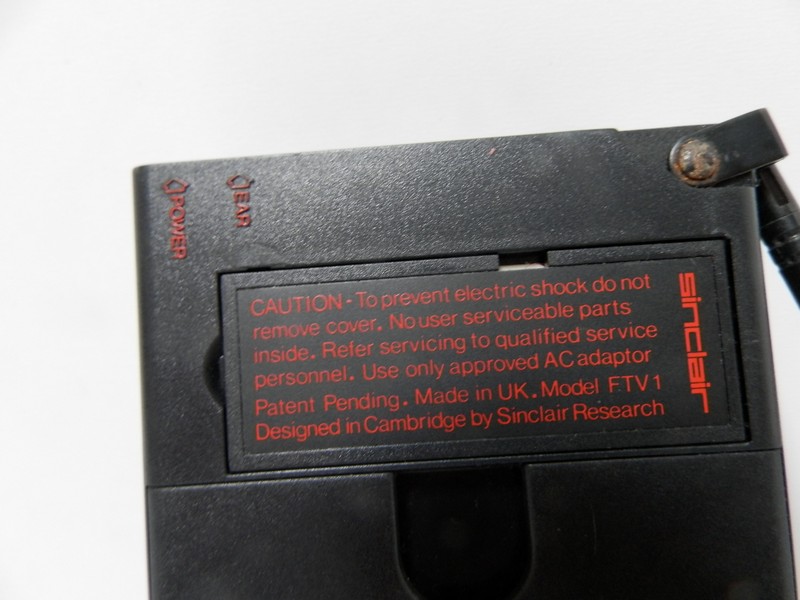 EAR
POWER
CAUTION - To prevent electric shock do not
remove cover. No user serviceable parts
inside. Refer servicing to qualified service
personnel. Use only approved AC adaptor
Patent Pending. Made in UK. Model FTV1
Designed in Cambridge by Sinclair Research
sinclair